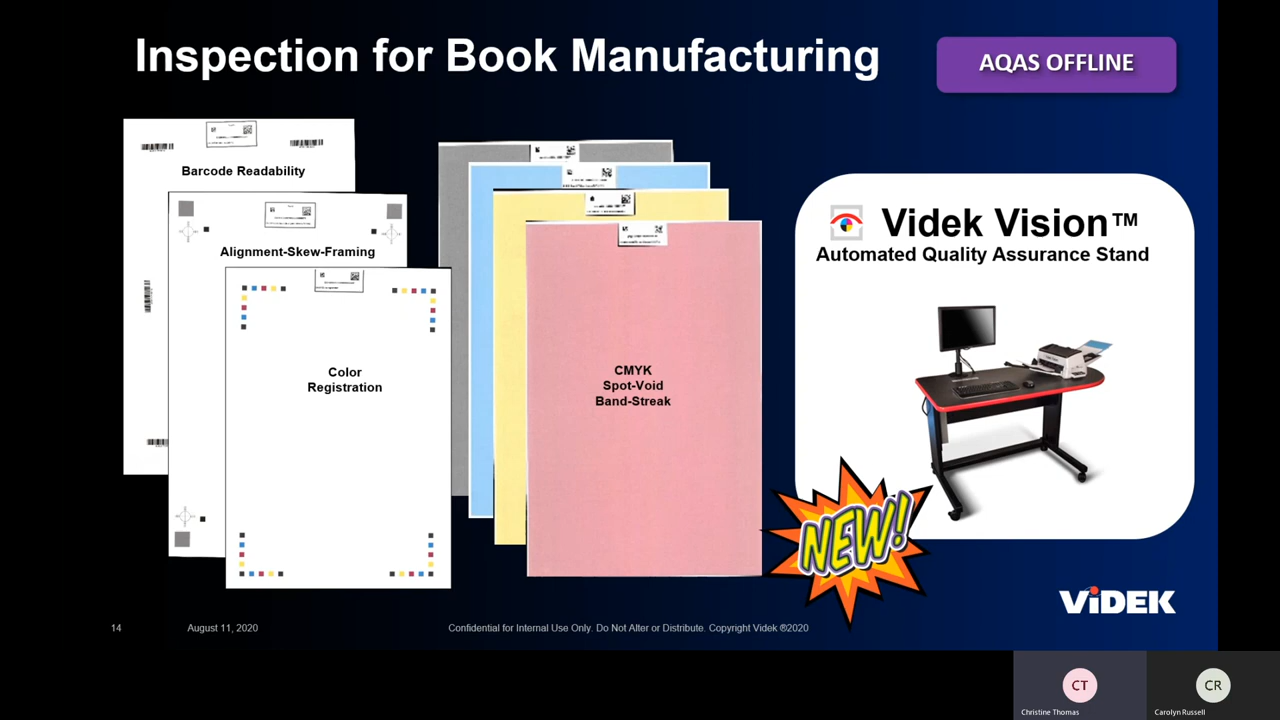 Inspection for Book Manufacturing
AQAS OFFLINE
Barcode Readability
Alignment-Skew-Framing
Color
Registration
CMYK
Spot-Void
Band-Streak
Videk Vision™
Automated Quality Assurance Stand
NEW!
ViDEK
14
August 11, 2020
Confidential for Internal Use Only. Do Not Alter or Distribute. Copyright Videk ®2020
CT
CR
Christine Thomas
Carolyn Russell